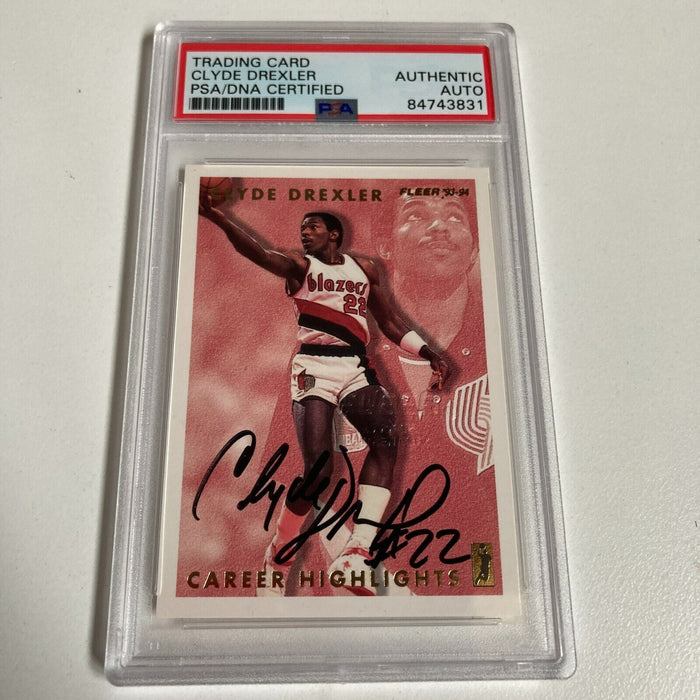 TRADING CARD
CLYDE DREXLER
PSA/DNA CERTIFIED
AUTHENTIC
AUTO
84743831
PSA
CLYDE DREXLER
FLEER '93-94
blazers
22
Clyde Drexler #22
CAREER HIGHLIGHTS